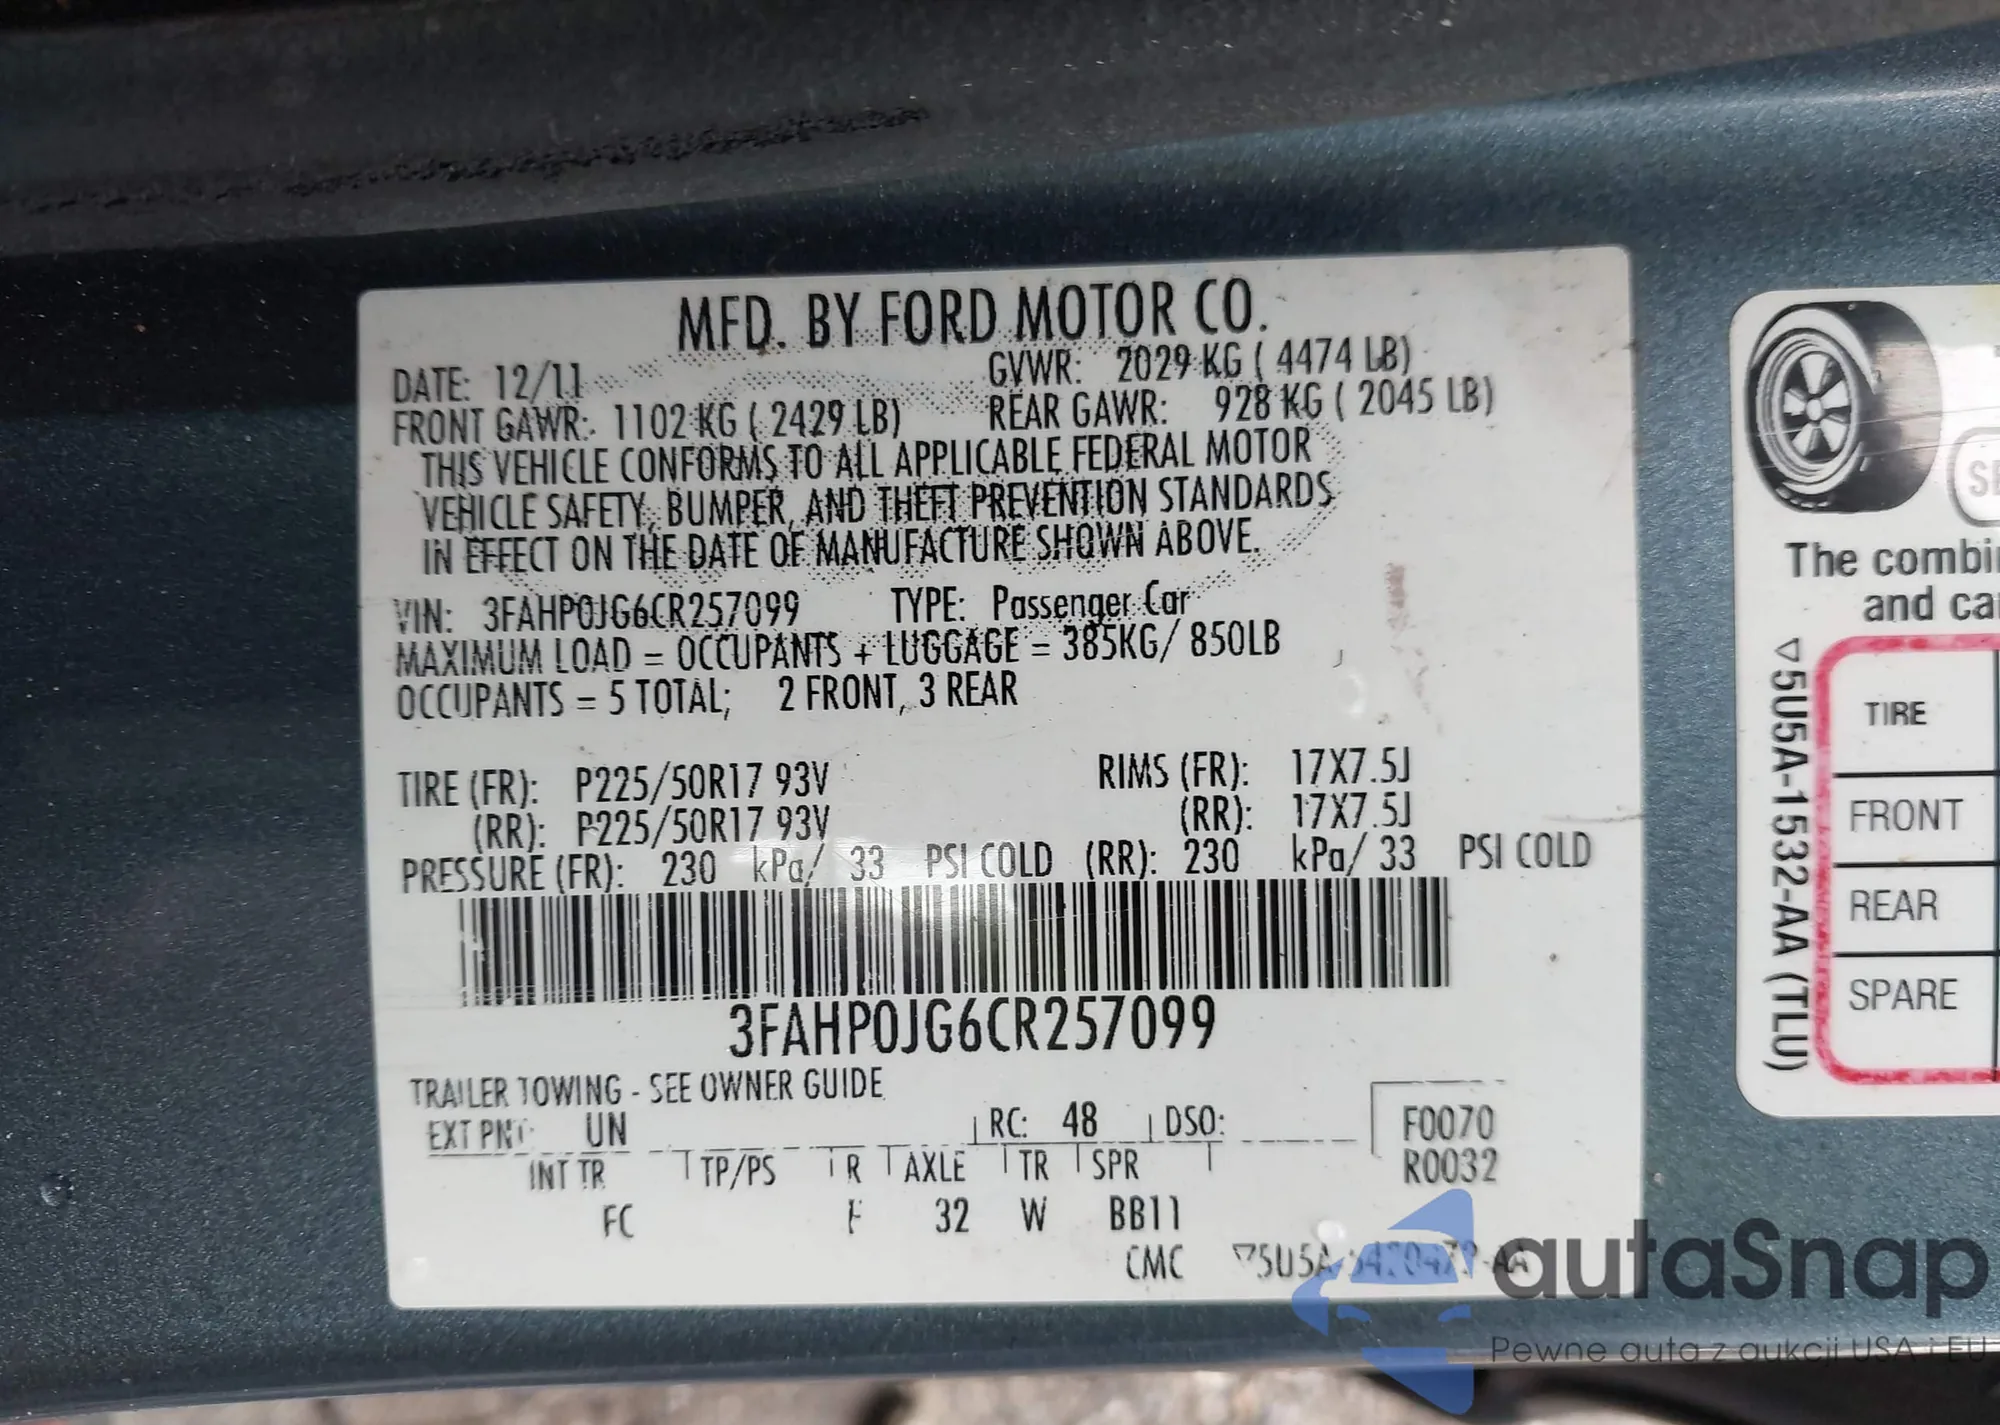 MFD. BY FORD MOTOR CO.
DATE: 12/11 GVWR: 2029 KG ( 4474 LB)
FRONT GAWR: 1102 KG ( 2429 LB) REAR GAWR: 928 KG ( 2045 LB)
THIS VEHICLE CONFORMS TO ALL APPLICABLE FEDERAL MOTOR
VEHICLE SAFETY, BUMPER, AND THEFT PREVENTION STANDARDS
IN EFFECT ON THE DATE OF MANUFACTURE SHOWN ABOVE.
VIN: 3FAHP0JG6CR257099 TYPE: Passenger Car
MAXIMUM LOAD = OCCUPANTS + LUGGAGE = 385KG/ 850LB
OCCUPANTS = 5 TOTAL; 2 FRONT, 3 REAR
TIRE (FR): P225/50R17 93V RIMS (FR): 17X7.5J
(RR): P225/50R17 93V (RR): 17X7.5J
PRESSURE (FR): 230 kPa/ 33 PSI COLD (RR): 230 kPa/ 33 PSI COLD
3FAHP0JG6CR257099
TRAILER TOWING - SEE OWNER GUIDE
EXT PNT: UN RC: 48 DSO: F0070
INT TR TP/PS R AXLE TR SPR R0032
FC F 32 W BB11
CMC
The combi
and ca
▽5U5A-1532-AA (TLU)
TIRE
FRONT
REAR
SPARE
autaSnap
Pewne auta z aukcji USA i EU